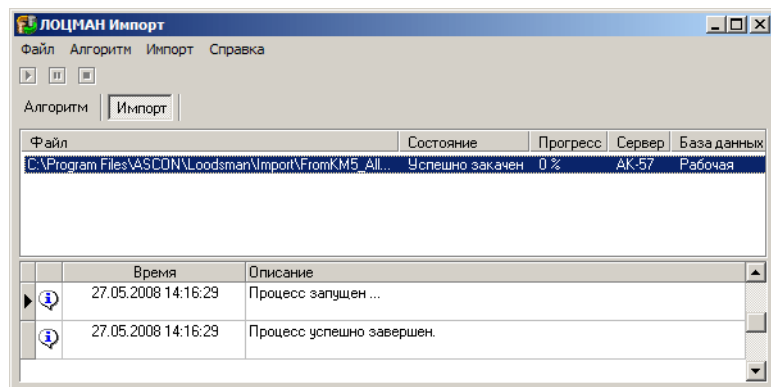 ЛОЦМАН Импорт
Файл Алгоритм Импорт Справка
Алгоритм Импорт
Файл Состояние Прогресс Сервер База данных
C:\Program Files\ASCON\Loodsman\Import\FromKM5_All... Успешно закачен 0 % AK-57 Рабочая
Время Описание
27.05.2008 14:16:29 Процесс запущен ...
27.05.2008 14:16:29 Процесс успешно завершен.